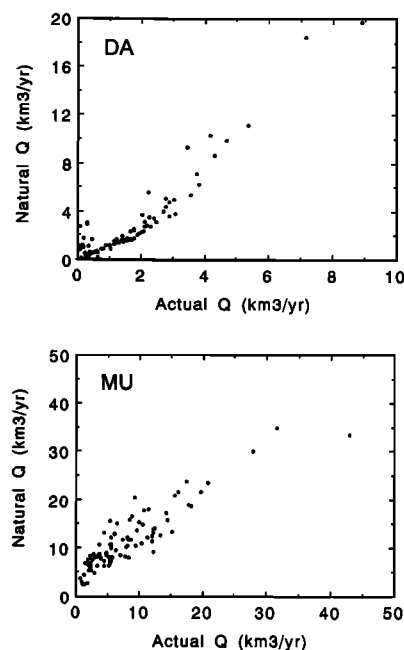 20
16
12
8
4
0
Natural Q (km3/yr)
DA
0 2 4 6 8 10
Actual Q (km3/yr)
50
40
30
20
10
0
Natural Q (km3/yr)
MU
0 10 20 30 40 50
Actual Q (km3/yr)